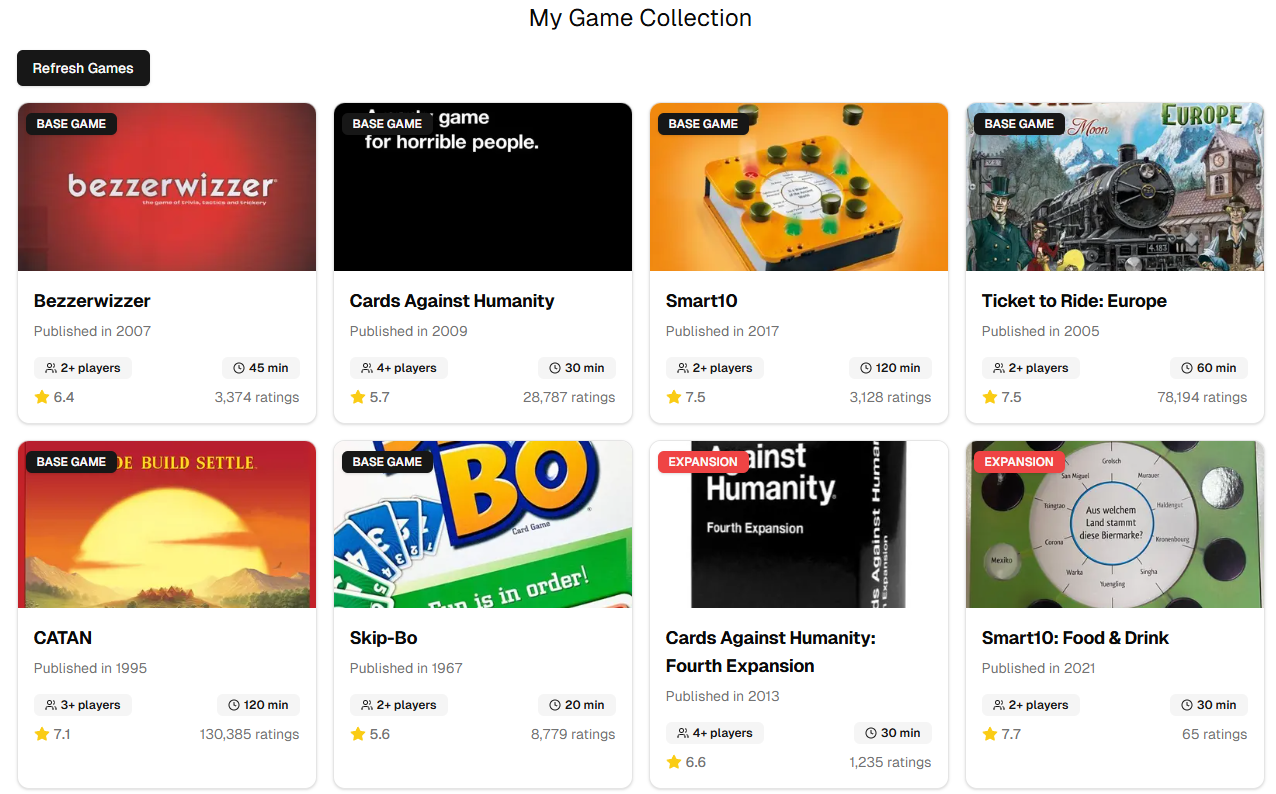 My Game Collection
Refresh Games
BASE GAME
bezzerwizzer
the game of trivia, tactics and trickery
Bezzerwizzer
Published in 2007
2+ players
45 min
6.4
3,374 ratings
BASE GAME
game
for horrible people.
Cards Against Humanity
Published in 2009
4+ players
30 min
5.7
28,787 ratings
BASE GAME
Smart10
Published in 2017
2+ players
120 min
7.5
3,128 ratings
BASE GAME
Moon
EUROPE
4.183
Ticket to Ride: Europe
Published in 2005
2+ players
60 min
7.5
78,194 ratings
BASE GAME
DE BUILD SETTLE
CATAN
Published in 1995
3+ players
120 min
7.1
130,385 ratings
BASE GAME
BO
Card Game
Fun is in order!
Skip-Bo
Published in 1967
2+ players
20 min
5.6
8,779 ratings
EXPANSION
Against
Humanity
Fourth Expansion
ds Against Huma
Expansion
Cards Against Humanity:
Fourth Expansion
Published in 2013
4+ players
30 min
6.6
1,235 ratings
EXPANSION
Grolsch
San Miguel
Murauer
Tsingtao
Haldengut
Aus welchem
Land stammt
diese Biermarke?
Corona
Kronenbourg
Mexiko
Warka
Singha
Yuengling
Smart10: Food & Drink
Published in 2021
2+ players
30 min
7.7
65 ratings